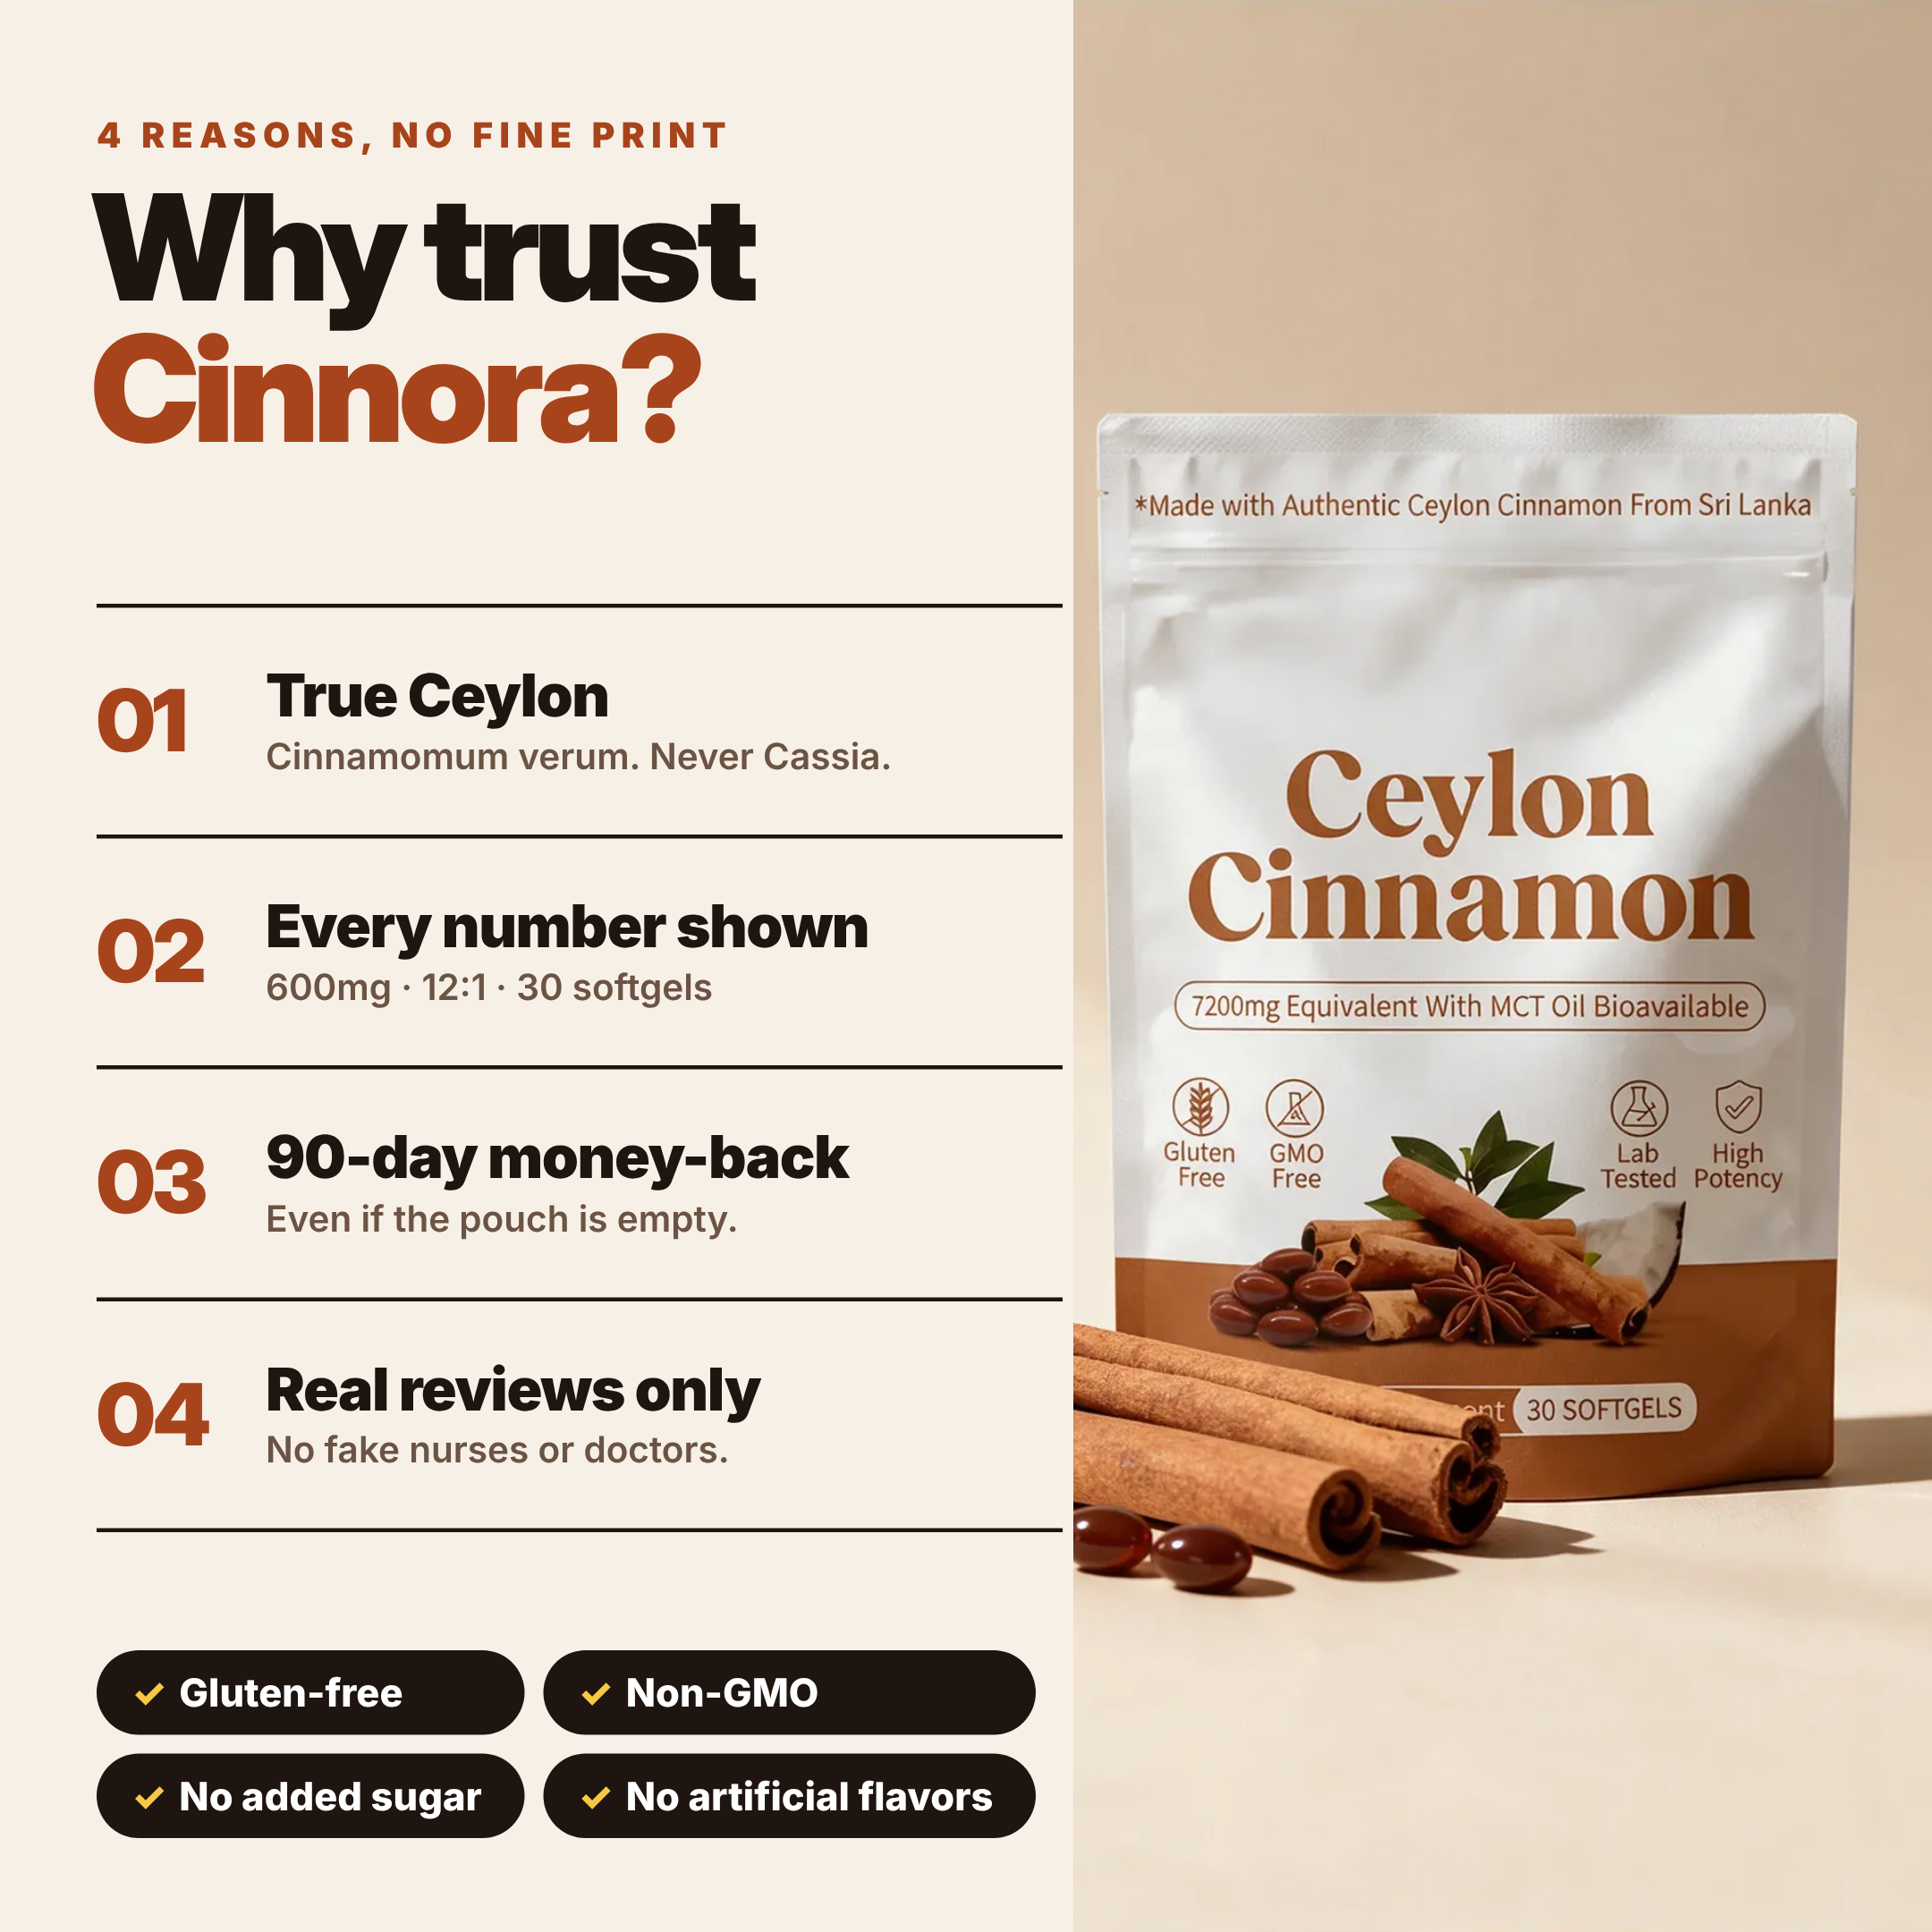 4 REASONS, NO FINE PRINT
Why trust
Cinnora?
01
True Ceylon
Cinnamomum verum. Never Cassia.
02
Every number shown
600mg · 12:1 · 30 softgels
03
90-day money-back
Even if the pouch is empty.
04
Real reviews only
No fake nurses or doctors.
✓ Gluten-free
✓ Non-GMO
✓ No added sugar
✓ No artificial flavors
*Made with Authentic Ceylon Cinnamon From Sri Lanka
Ceylon
Cinnamon
7200mg Equivalent With MCT Oil Bioavailable
Gluten
Free
GMO
Free
Lab
Tested
High
Potency
30 SOFTGELS